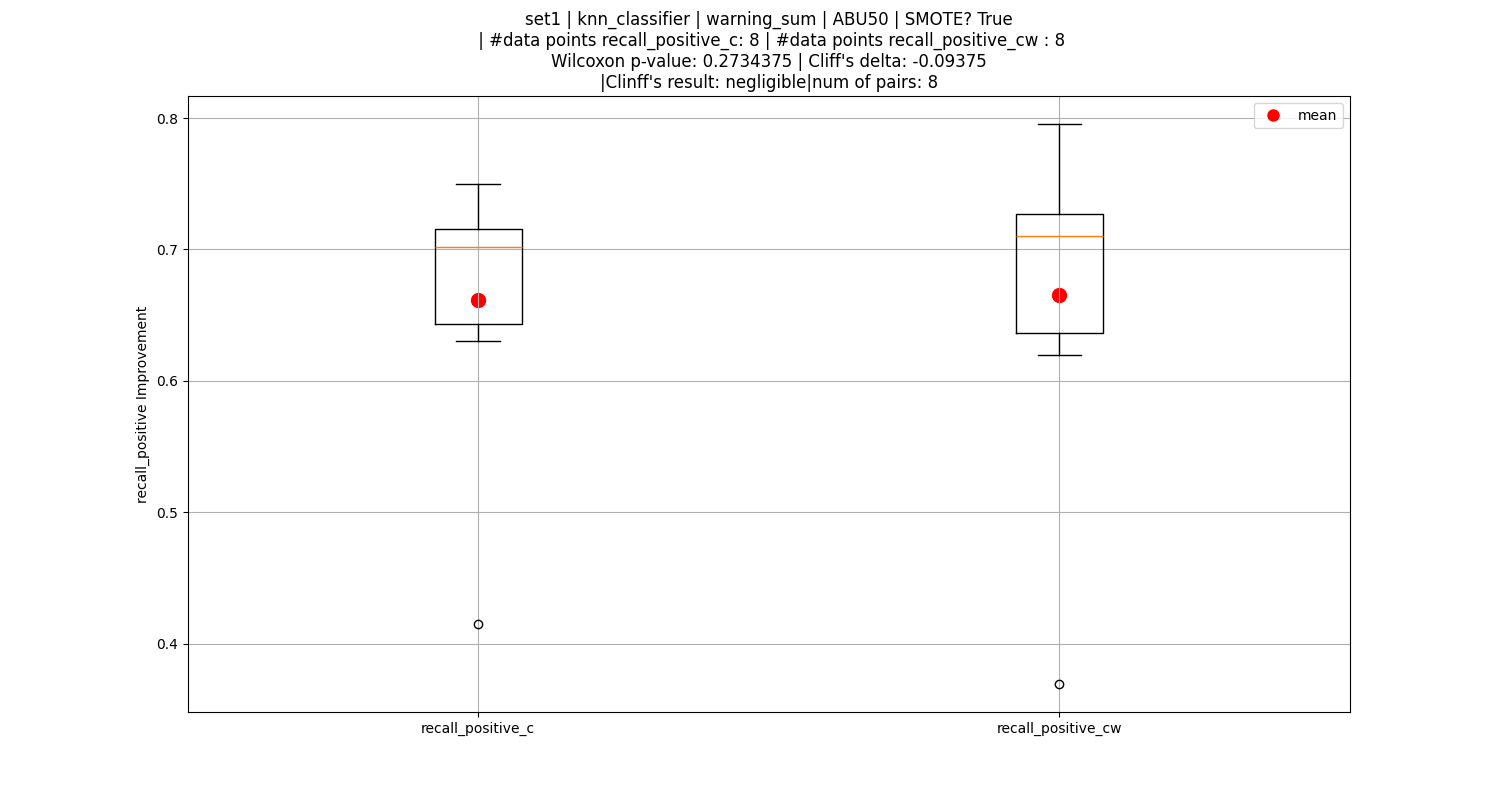 set1 | knn_classifier | warning_sum | ABU50 | SMOTE? True
| #data points recall_positive_c: 8 | #data points recall_positive_cw : 8
Wilcoxon p-value: 0.2734375 | Cliff's delta: -0.09375
|Clinff's result: negligible|num of pairs: 8
mean
0.8
0.7
0.6
0.5
0.4
recall_positive Improvement
recall_positive_c
recall_positive_cw